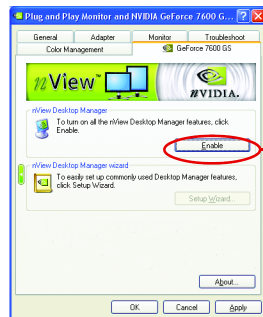 Plug and Play Monitor and NVIDIA GeForce 7600 G...
General
Adapter
Monitor
Troubleshoot
Color Management
GeForce 7600 GS
nView™
NVIDIA.
nView Desktop Manager
To turn on all the nView Desktop Manager features, click
Enable.
Enable
nView Desktop Manager wizard
To easily set up commonly used Desktop Manager features,
click Setup Wizard.
Setup Wizard...
About...
OK
Cancel
Apply